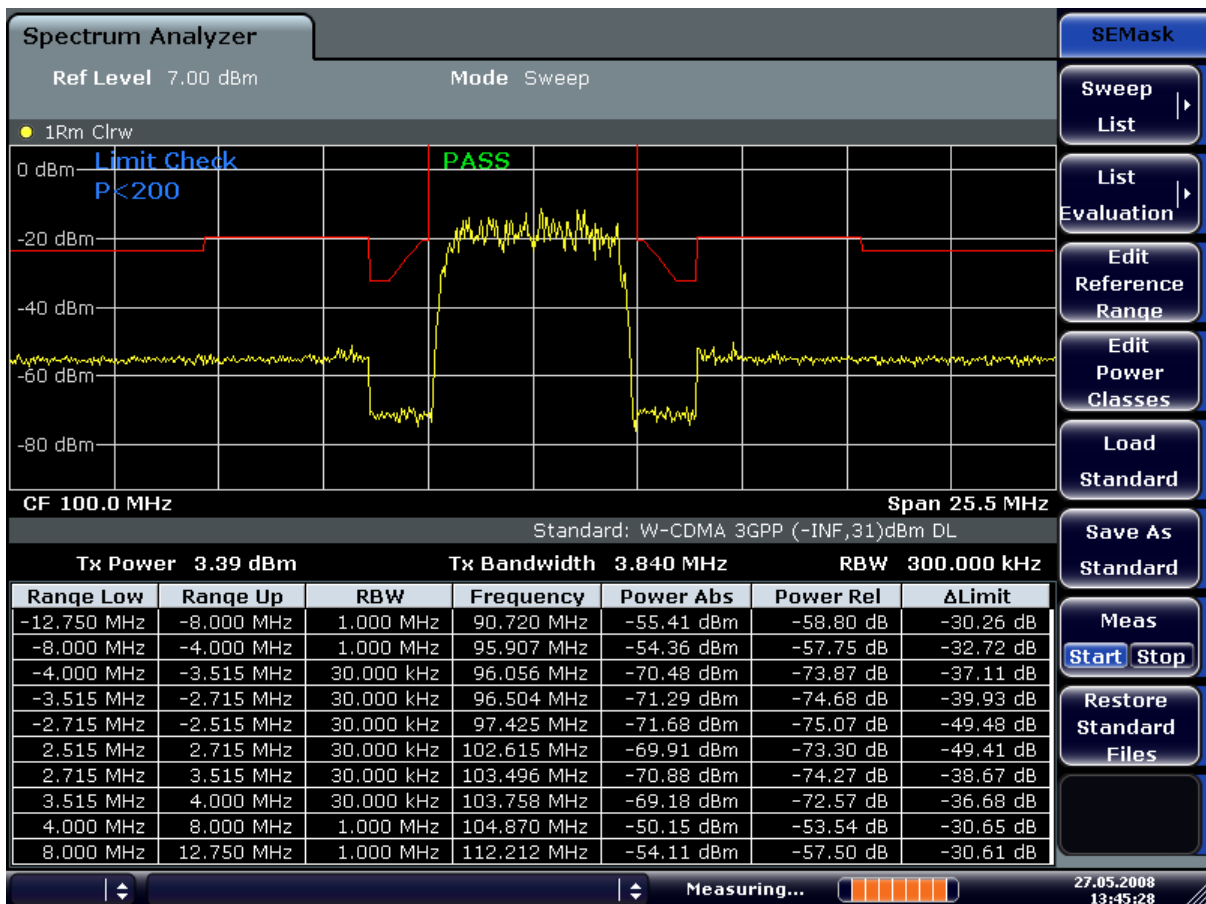 Spectrum Analyzer
Ref Level 7.00 dBm Mode Sweep
1Rm Clrw
Limit Check PASS
P<200
0 dBm
-20 dBm
-40 dBm
-60 dBm
-80 dBm
CF 100.0 MHz Span 25.5 MHz
Standard: W-CDMA 3GPP (-INF,31)dBm DL
Tx Power 3.39 dBm Tx Bandwidth 3.840 MHz RBW 300.000 kHz
Range Low Range Up RBW Frequency Power Abs Power Rel ΔLimit
-12.750 MHz -8.000 MHz 1.000 MHz 90.720 MHz -55.41 dBm -58.80 dB -30.26 dB
-8.000 MHz -4.000 MHz 1.000 MHz 95.907 MHz -54.36 dBm -57.75 dB -32.72 dB
-4.000 MHz -3.515 MHz 30.000 kHz 96.056 MHz -70.48 dBm -73.87 dB -37.11 dB
-3.515 MHz -2.715 MHz 30.000 kHz 96.504 MHz -71.29 dBm -74.68 dB -39.93 dB
-2.715 MHz -2.515 MHz 30.000 kHz 97.425 MHz -71.68 dBm -75.07 dB -49.48 dB
2.515 MHz 2.715 MHz 30.000 kHz 102.615 MHz -69.91 dBm -73.30 dB -49.41 dB
2.715 MHz 3.515 MHz 30.000 kHz 103.496 MHz -70.88 dBm -74.27 dB -38.67 dB
3.515 MHz 4.000 MHz 30.000 kHz 103.758 MHz -69.18 dBm -72.57 dB -36.68 dB
4.000 MHz 8.000 MHz 1.000 MHz 104.870 MHz -50.15 dBm -53.54 dB -30.65 dB
8.000 MHz 12.750 MHz 1.000 MHz 112.212 MHz -54.11 dBm -57.50 dB -30.61 dB
Measuring...
SEMask
Sweep
List
List
Evaluation
Edit
Reference
Range
Edit
Power
Classes
Load
Standard
Save As
Standard
Meas
Start Stop
Restore
Standard
Files
27.05.2008
13:45:28